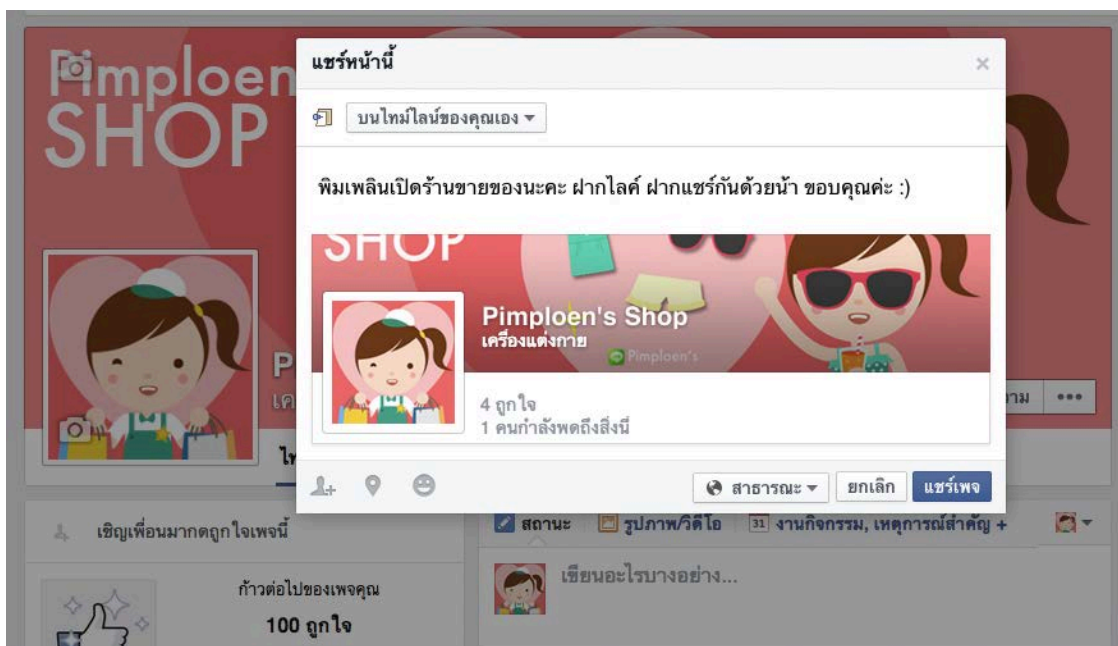 Pimploen
SHOP
แชร์หน้านี้
บนไทม์ไลน์ของคุณเอง
พิมเพลินเปิดร้านขายของนะคะ ฝากไลค์ ฝากแชร์กันด้วยน้า ขอบคุณค่ะ :)
SHOP
Pimploen's Shop
เครื่องแต่งกาย
Pimploen's
4 ถูกใจ
1 คนกำลังพูดถึงสิ่งนี้
สาธารณะ
ยกเลิก
แชร์เพจ
P
เค
าม
ไท
เชิญเพื่อนมากดถูกใจเพจนี้
ก้าวต่อไปของเพจคุณ
100 ถูกใจ
สถานะ
รูปภาพ/วิดีโอ
31
งานกิจกรรม, เหตุการณ์สำคัญ +
เขียนอะไรบางอย่าง...